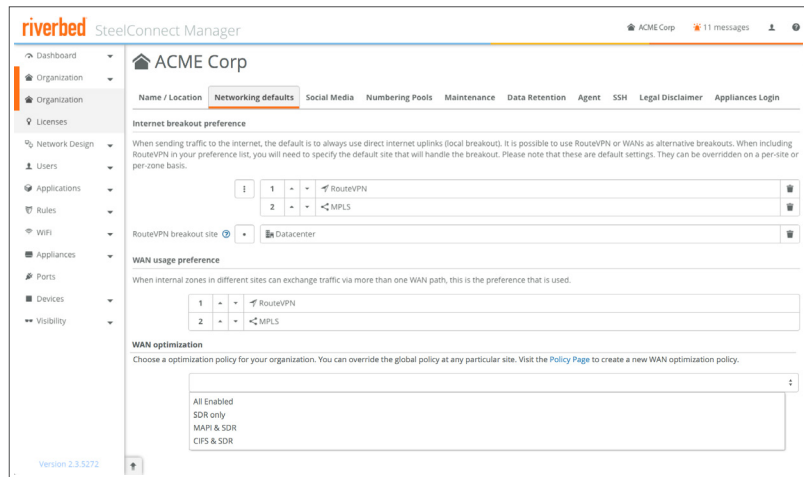 riverbed SteelConnect Manager
ACME Corp 11 messages
Dashboard
Organization
Organization
Licenses
Network Design
Users
Applications
Rules
WiFi
Appliances
Ports
Devices
Visibility
Version 2.3.5272
ACME Corp
Name / Location Networking defaults Social Media Numbering Pools Maintenance Data Retention Agent SSH Legal Disclaimer Appliances Login
Internet breakout preference
When sending traffic to the internet, the default is to always use direct internet uplinks (local breakout). It is possible to use RouteVPN or WANs as alternative breakouts. When including
RouteVPN in your preference list, you will need to specify the default site that will handle the breakout. Please note that these are default settings. They can be overridden on a per-site or
per-zone basis.
1 RouteVPN
2 MPLS
RouteVPN breakout site ? Datacenter
WAN usage preference
When internal zones in different sites can exchange traffic via more than one WAN path, this is the preference that is used.
1 RouteVPN
2 MPLS
WAN optimization
Choose a optimization policy for your organization. You can override the global policy at any particular site. Visit the Policy Page to create a new WAN optimization policy.
All Enabled
SDR only
MAPI & SDR
CIFS & SDR